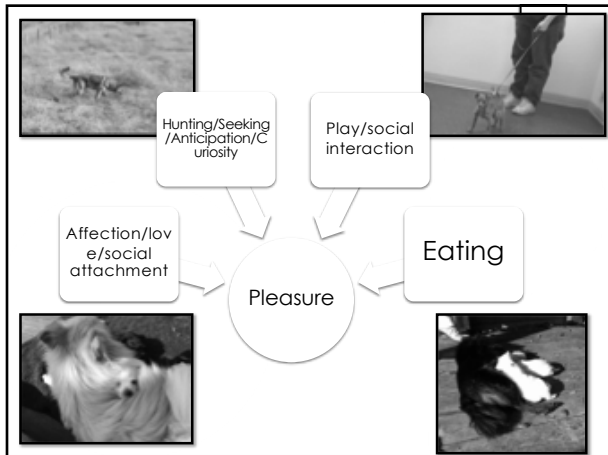 Hunting/Seeking
/Anticipation/C
uriosity
Play/social
interaction
Affection/lov
e/social
attachment
Eating
Pleasure